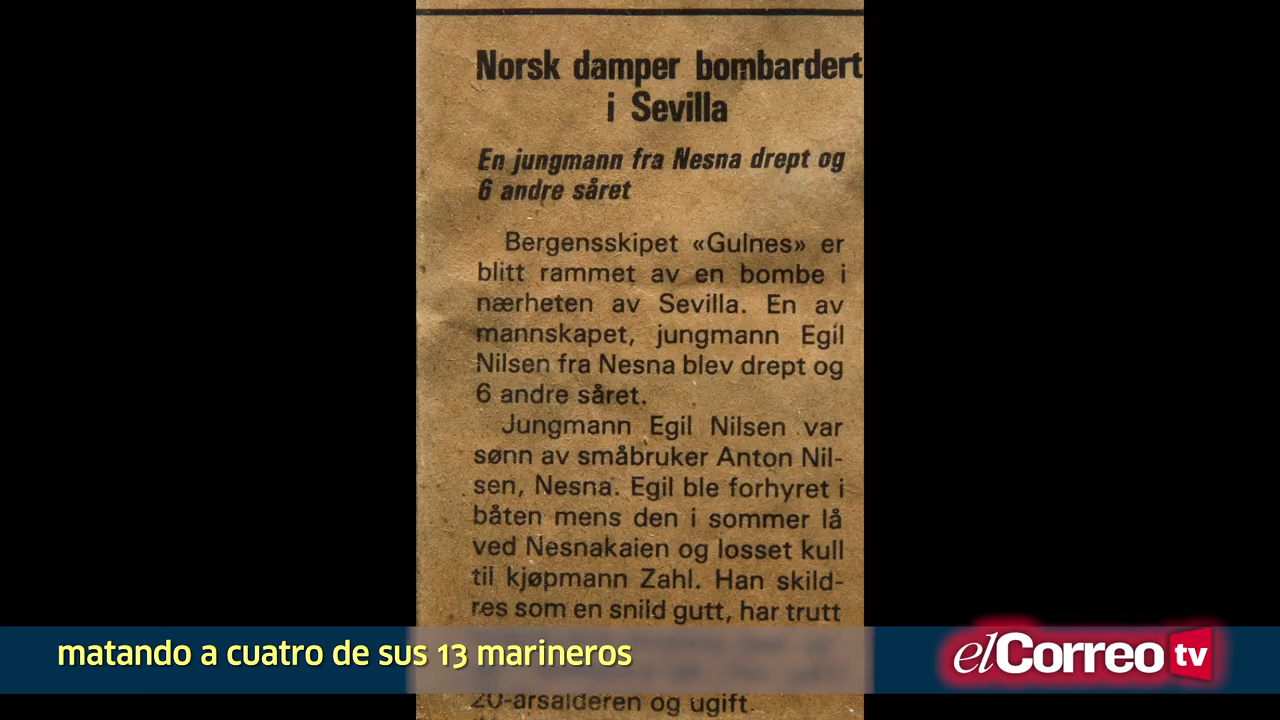 Norsk damper bombardert
i Sevilla
En jungmann fra Nesna drept og
6 andre såret
Bergensskipet «Gulnes» er
blitt rammet av en bombe i
nærheten av Sevilla. En av
mannskapet, jungmann Egil
Nilsen fra Nesna blev drept og
6 andre såret.
Jungmann Egil Nilsen var
sønn av småbruker Anton Nil-
sen, Nesna. Egil ble forhyret i
båten mens den i sommer lå
ved Nesnakaien og losset kull
til kjøpmann Zahl. Han skild-
res som en snild gutt, har trutt
matando a cuatro de sus 13 marineros
elCorreo tv
20-årsalderen og ugift.